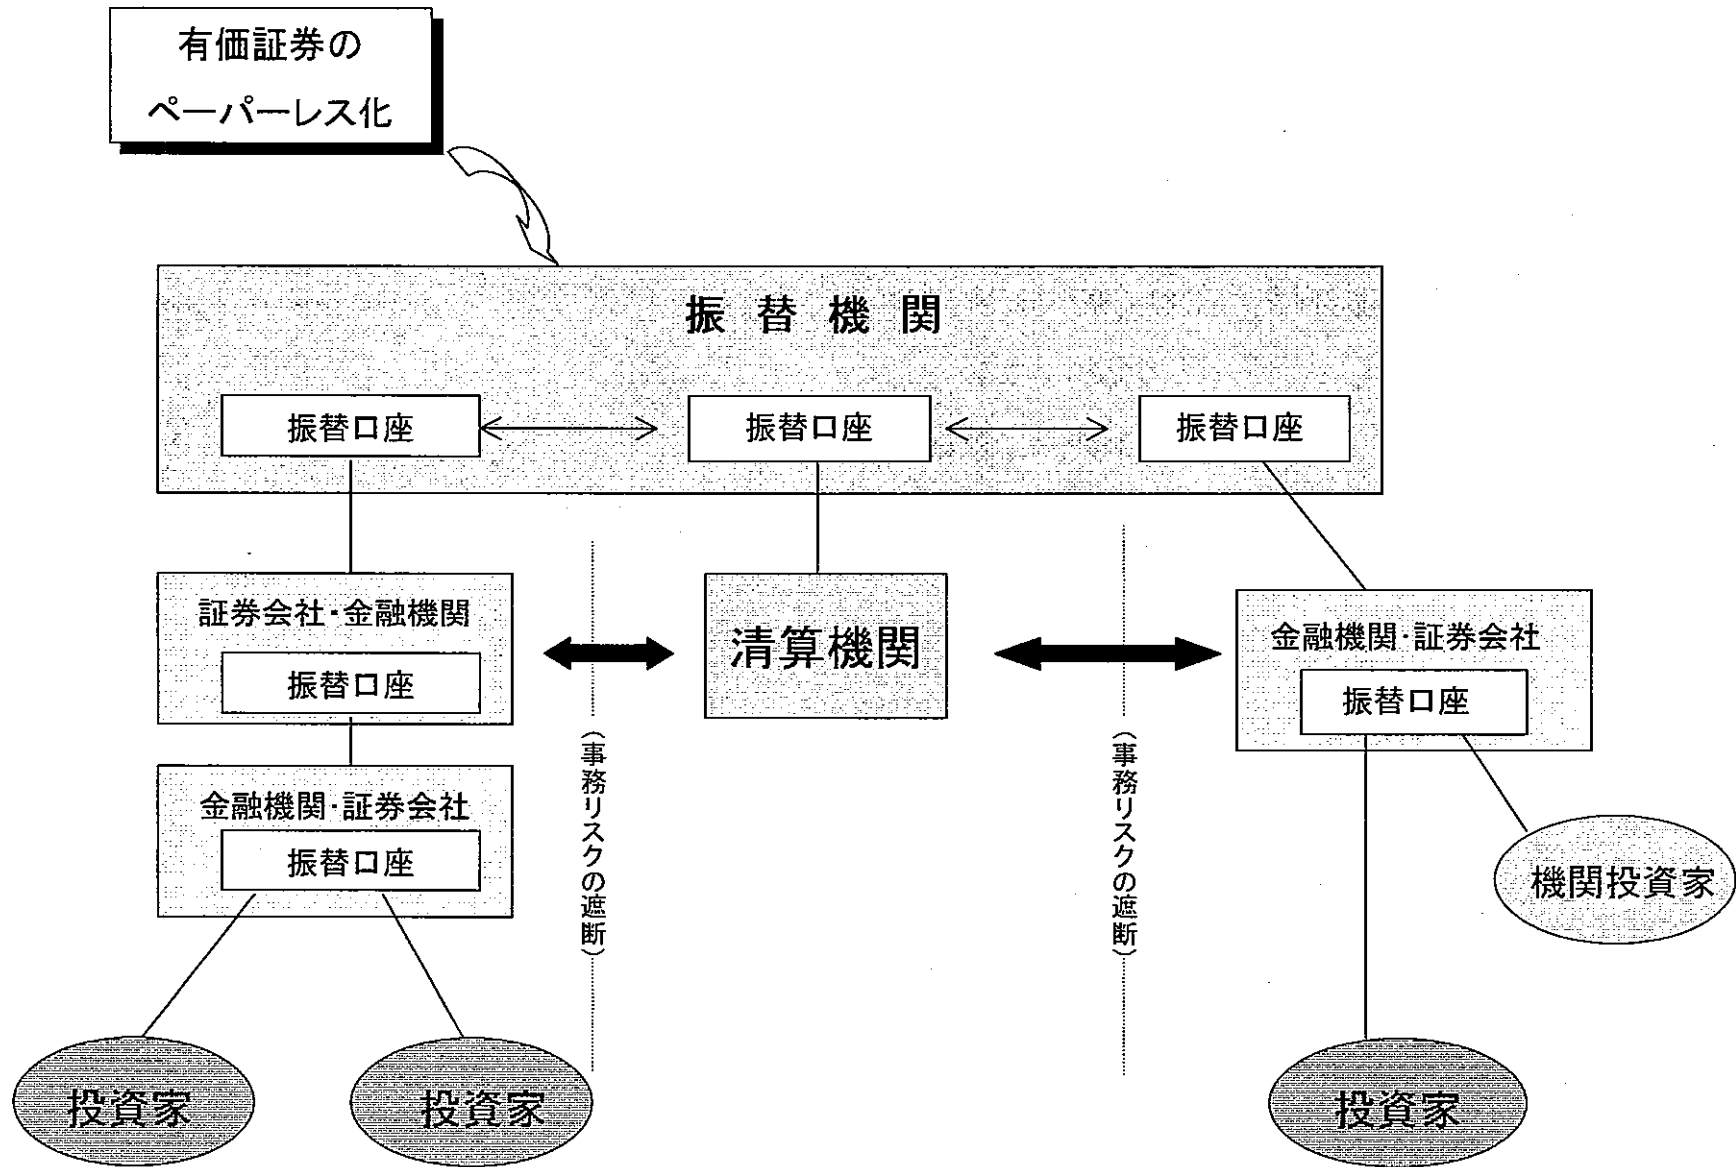 有価証券の
ペーパーレス化
振替機関
振替口座
振替口座
振替口座
証券会社・金融機関
振替口座
清算機関
金融機関・証券会社
振替口座
(事務リスクの遮断)
(事務リスクの遮断)
金融機関・証券会社
振替口座
機関投資家
投資家
投資家
投資家